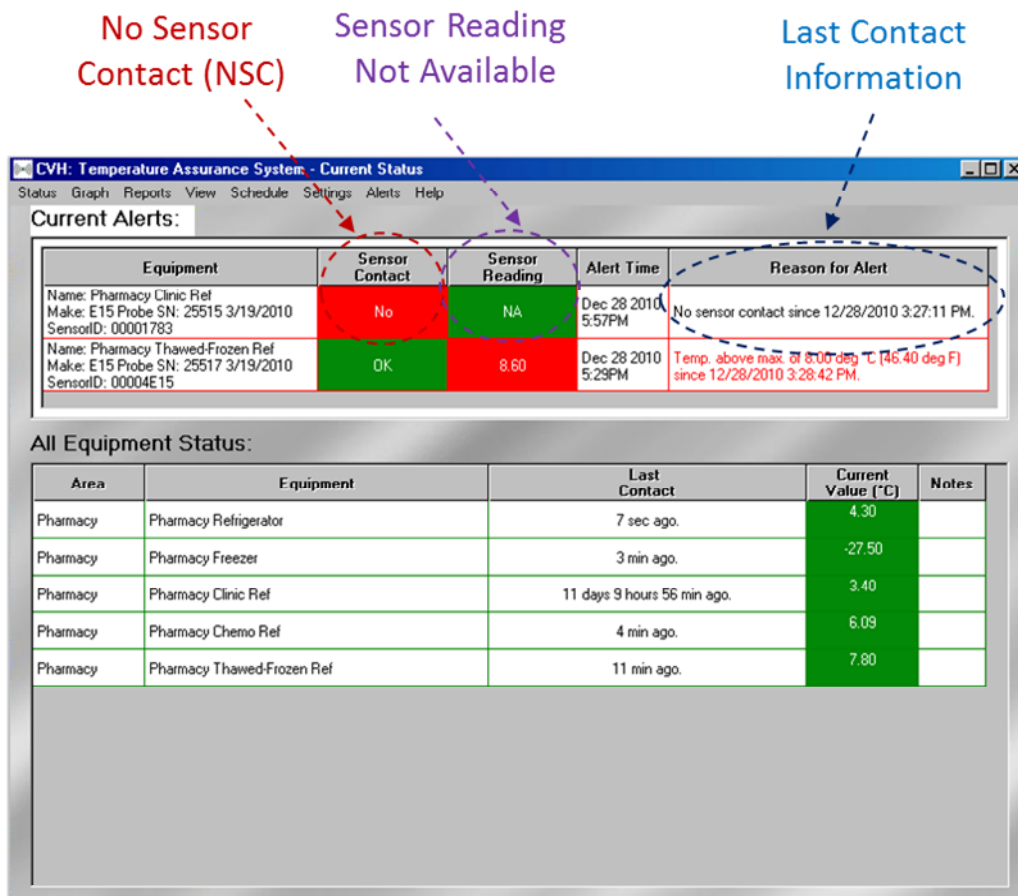 No Sensor Contact (NSC)
Sensor Reading Not Available
Last Contact Information
CVH: Temperature Assurance System - Current Status
Status Graph Reports View Schedule Settings Alerts Help
Current Alerts:
Equipment Sensor Contact Sensor Reading Alert Time Reason for Alert
Name: Pharmacy Clinic Ref
Make: E15 Probe SN: 25515 3/19/2010
SensorID: 00001783
No
NA
Dec 28 2010
5:57PM
No sensor contact since 12/28/2010 3:27:11 PM.
Name: Pharmacy Thawed-Frozen Ref
Make: E15 Probe SN: 25517 3/19/2010
SensorID: 00004E15
OK
8.60
Dec 28 2010
5:29PM
Temp. above max. of 8.00 deg °C (46.40 deg F)
since 12/28/2010 3:28:42 PM.
All Equipment Status:
Area Equipment Last Contact Current Value (°C) Notes
Pharmacy Pharmacy Refrigerator 7 sec ago. 4.30
Pharmacy Pharmacy Freezer 3 min ago. -27.50
Pharmacy Pharmacy Clinic Ref 11 days 9 hours 56 min ago. 3.40
Pharmacy Pharmacy Chemo Ref 4 min ago. 6.09
Pharmacy Pharmacy Thawed-Frozen Ref 11 min ago. 7.80